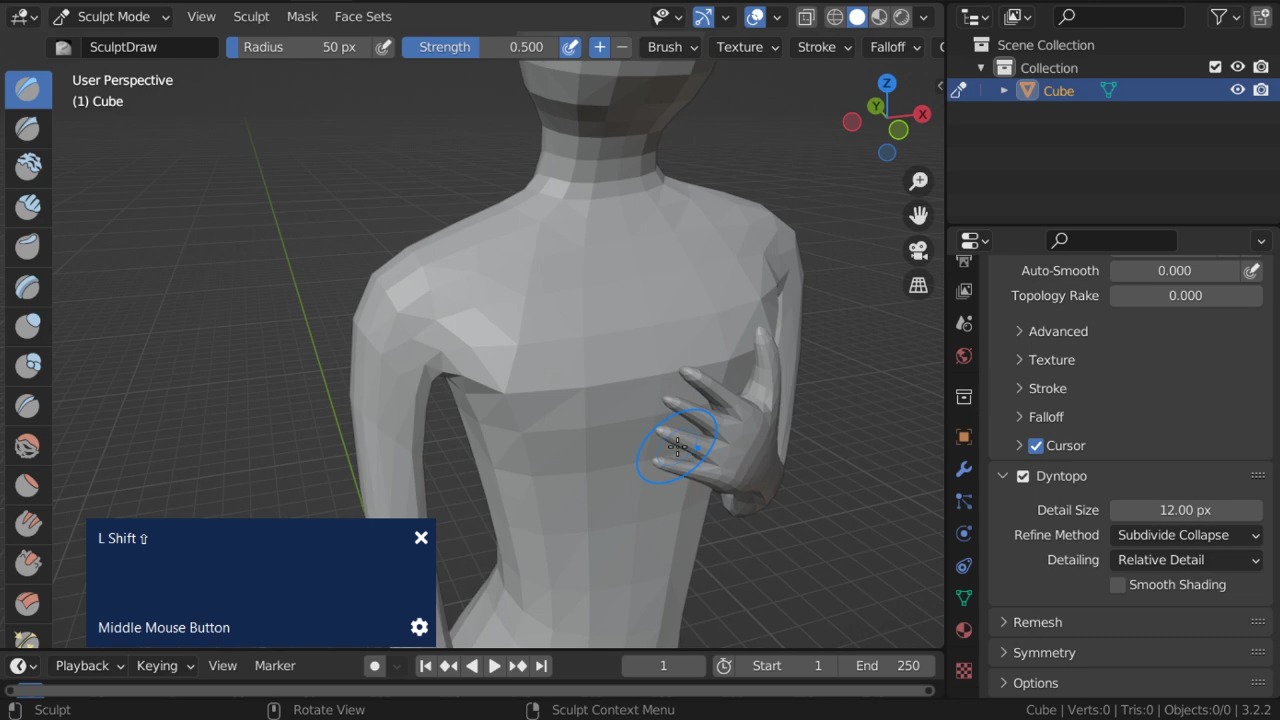 Sculpt Mode View Sculpt Mask Face Sets
SculptDraw Radius 50 px Strength 0.500 + − Brush Texture Stroke Falloff
User Perspective
(1) Cube
Z
Y
X
Scene Collection
Collection
Cube
Auto-Smooth 0.000
Topology Rake 0.000
Advanced
Texture
Stroke
Falloff
Cursor
Dyntopo
Detail Size 12.00 px
Refine Method Subdivide Collapse
Detailing Relative Detail
Smooth Shading
Remesh
Symmetry
Options
L Shift ⇧
Middle Mouse Button
Playback Keying View Marker 1 Start 1 End 250
Sculpt Rotate View Sculpt Context Menu Cube | Verts:0 | Tris:0 | Objects:0/0 | 3.2.2